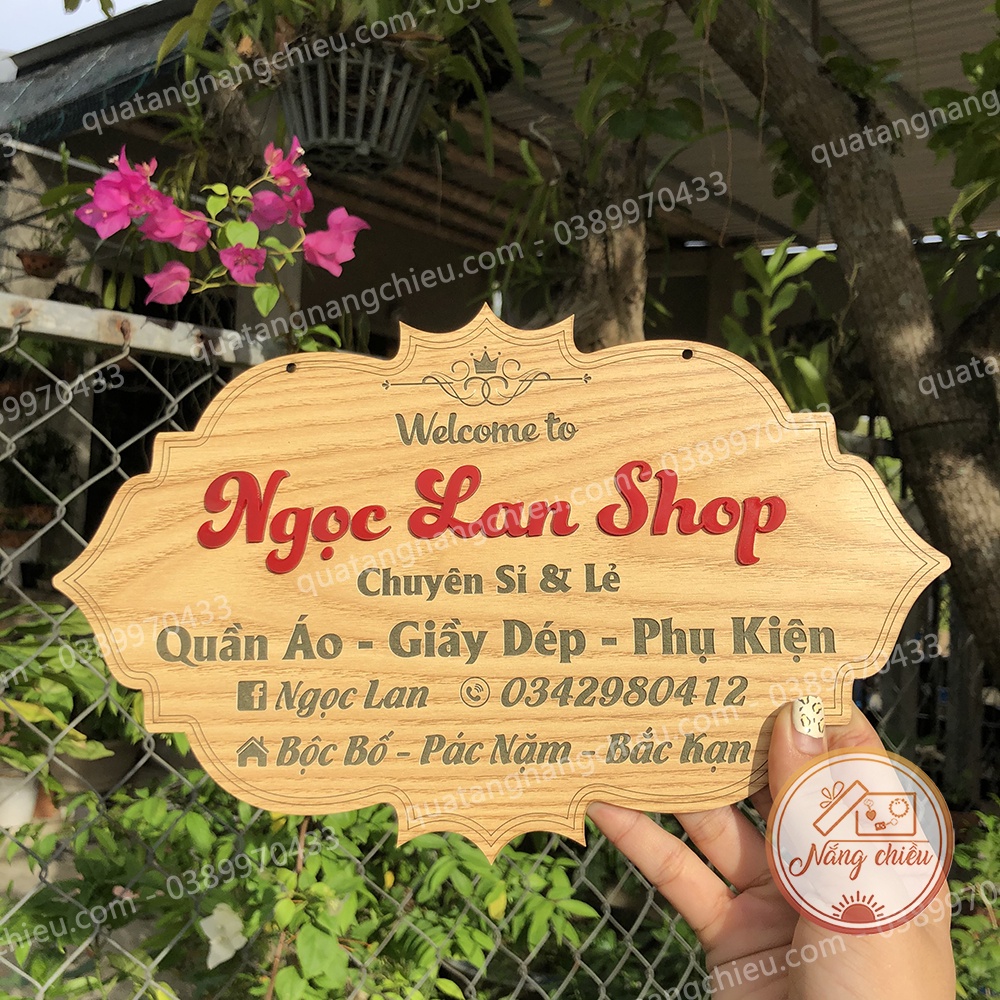 Welcome to
Ngọc Lan Shop
Chuyên Sỉ & Lẻ
Quần Áo - Giầy Dép - Phụ Kiện
Ngọc Lan 0342980412
Bộc Bố - Pác Nặm - Bắc Kạn
Nắng chiều
quatangnangchieu.com - 0389970433